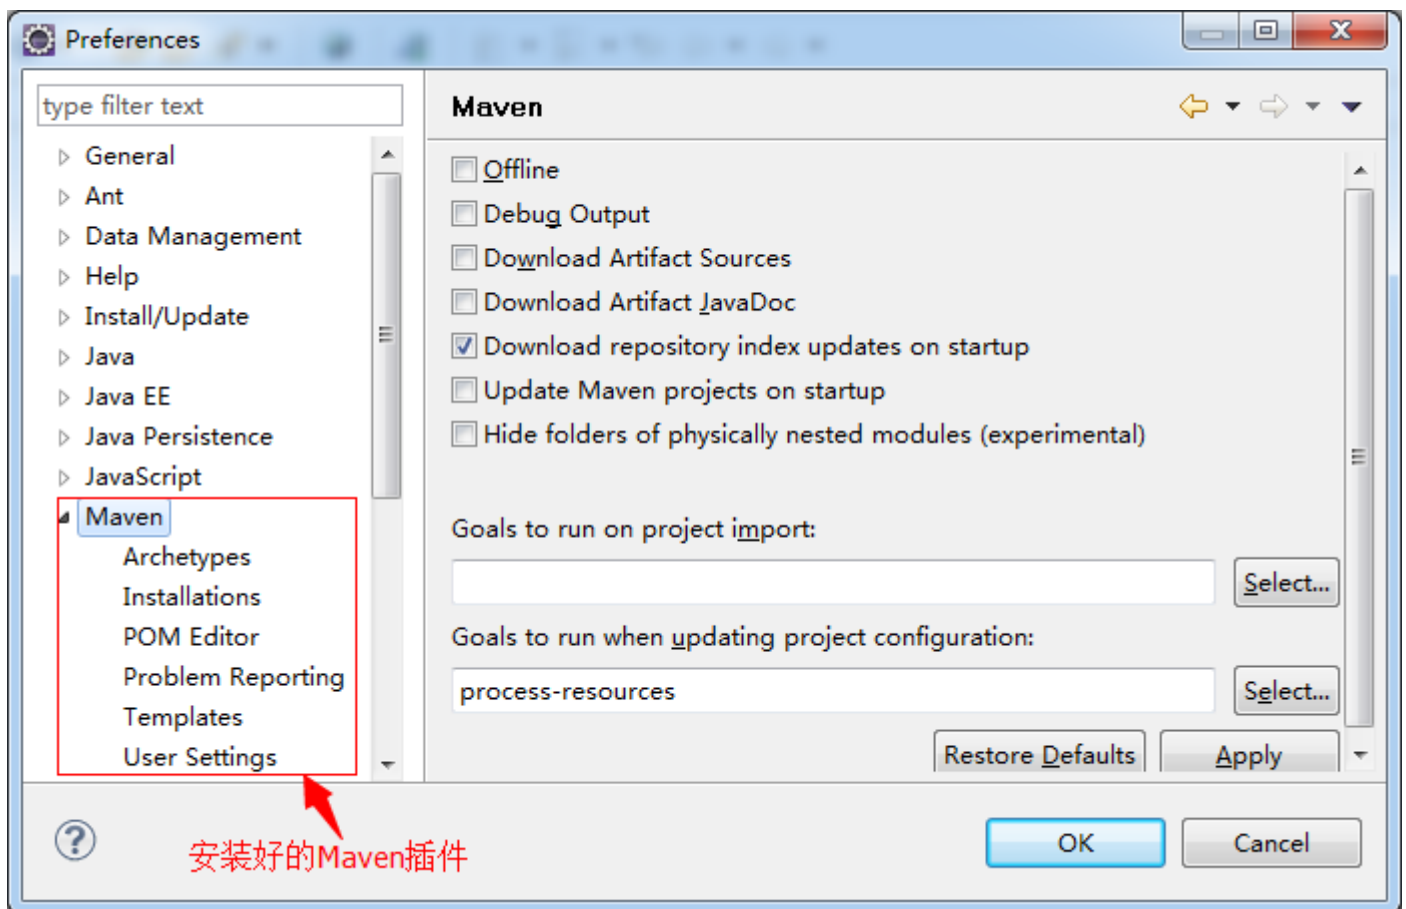 Preferences
type filter text
General
Ant
Data Management
Help
Install/Update
Java
Java EE
Java Persistence
JavaScript
Maven
Archetypes
Installations
POM Editor
Problem Reporting
Templates
User Settings
安装好的Maven插件
Maven
Offline
Debug Output
Download Artifact Sources
Download Artifact JavaDoc
Download repository index updates on startup
Update Maven projects on startup
Hide folders of physically nested modules (experimental)
Goals to run on project import:
Select...
Goals to run when updating project configuration:
process-resources
Select...
Restore Defaults
Apply
OK
Cancel